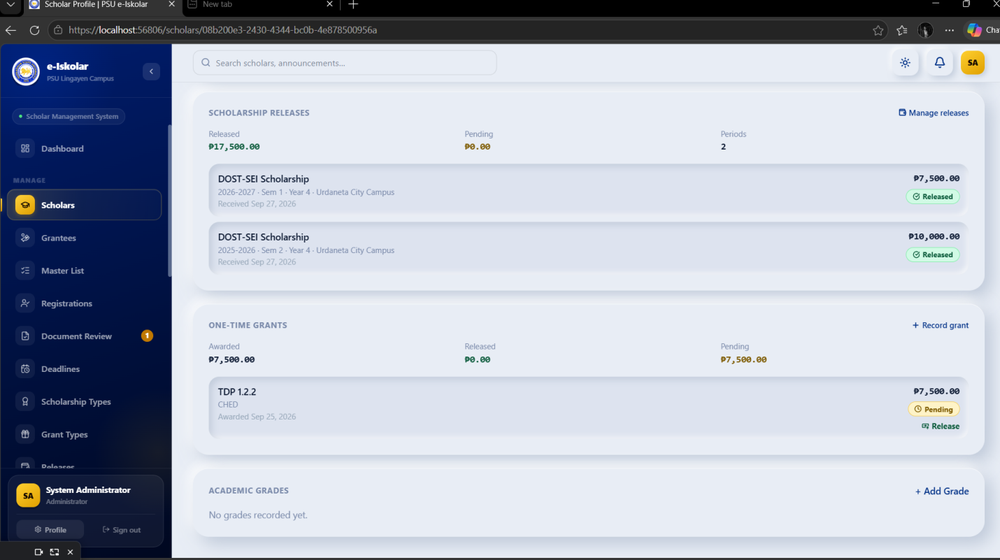 Scholar Profile | PSU e-Iskolar
New tab
https://localhost:56806/scholars/08b200e3-2430-4344-bc0b-4e878500956a
e-Iskolar
PSU Lingayen Campus
Scholar Management System
Dashboard
MANAGE
Scholars
Grantees
Master List
Registrations
Document Review
1
Deadlines
Scholarship Types
Grant Types
Releases
SA
System Administrator
Administrator
Profile
Sign out
Search scholars, announcements...
SA
SCHOLARSHIP RELEASES
Manage releases
Released
Pending
Periods
₱17,500.00
₱0.00
2
DOST-SEI Scholarship
₱7,500.00
2026-2027 · Sem 1 · Year 4 · Urdaneta City Campus
Released
Received Sep 27, 2026
DOST-SEI Scholarship
₱10,000.00
2025-2026 · Sem 2 · Year 4 · Urdaneta City Campus
Released
Received Sep 27, 2026
ONE-TIME GRANTS
+ Record grant
Awarded
Released
Pending
₱7,500.00
₱0.00
₱7,500.00
TDP 1.2.2
₱7,500.00
CHED
Pending
Awarded Sep 25, 2026
Release
ACADEMIC GRADES
+ Add Grade
No grades recorded yet.